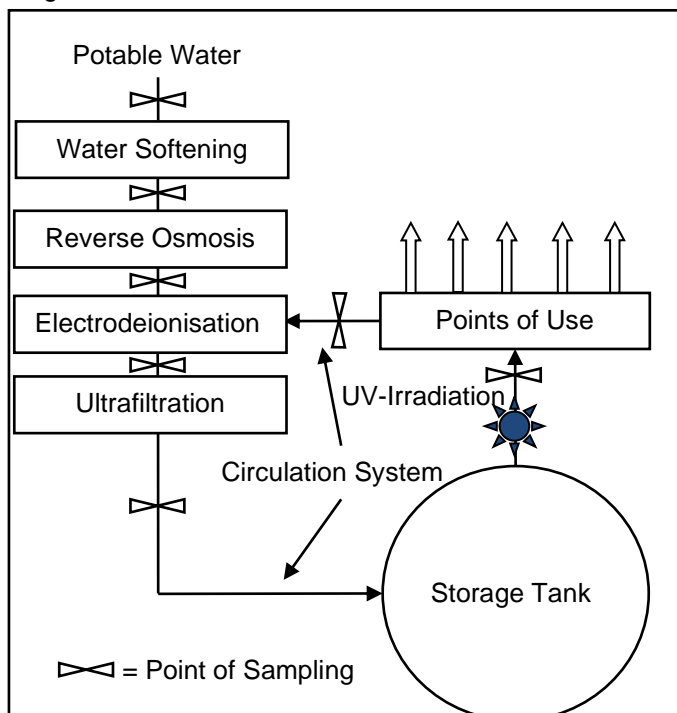 Potable Water
Water Softening
Reverse Osmosis
Electrodeionisation
Points of Use
Ultrafiltration
UV-Irradiation
Circulation System
Storage Tank
= Point of Sampling